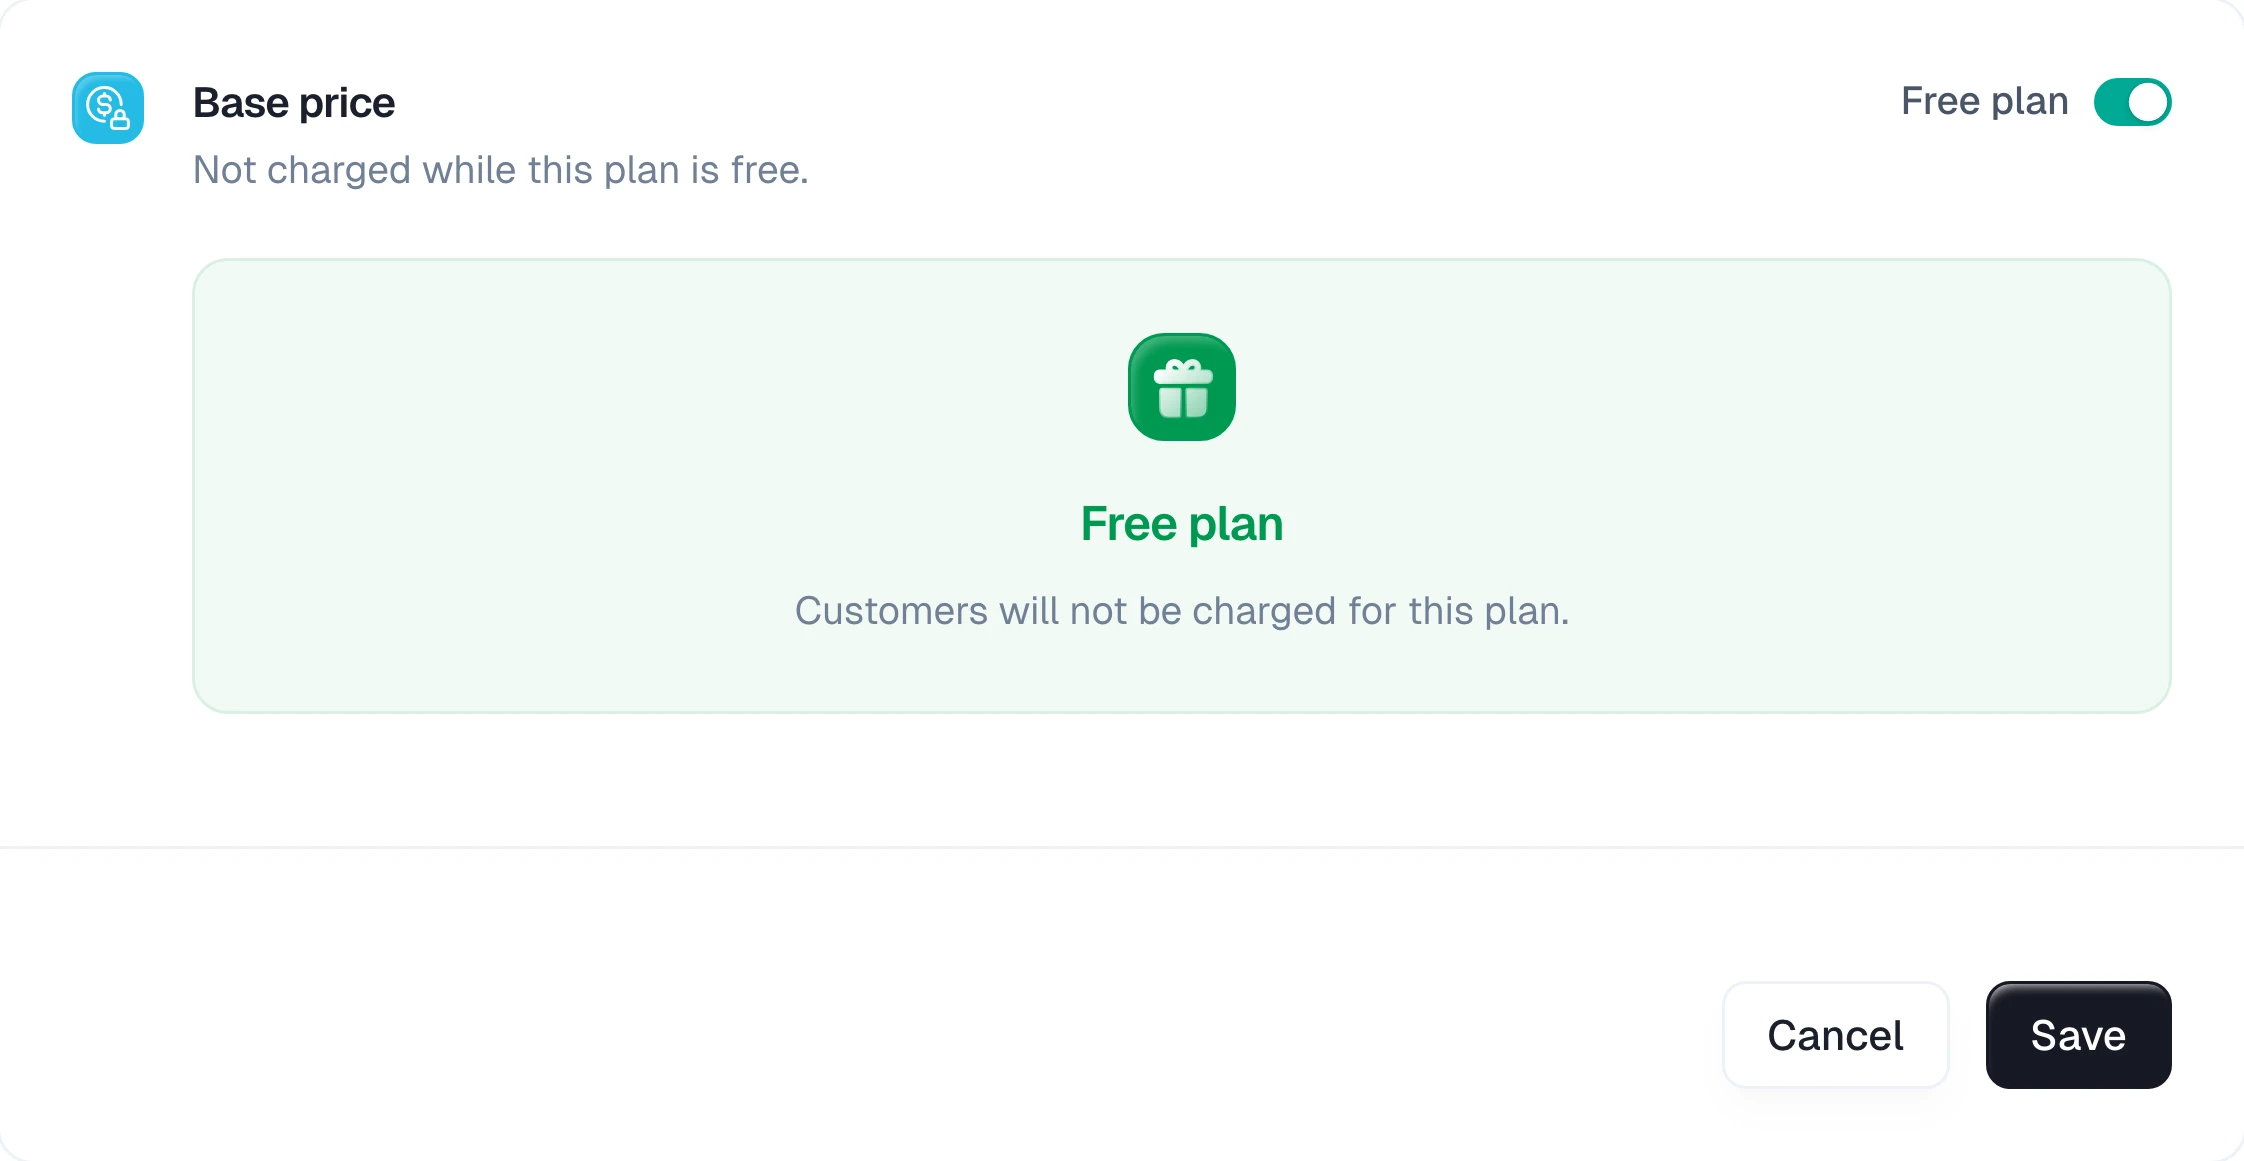 Base price
Free plan
Not charged while this plan is free.
Free plan
Customers will not be charged for this plan.
Cancel
Save